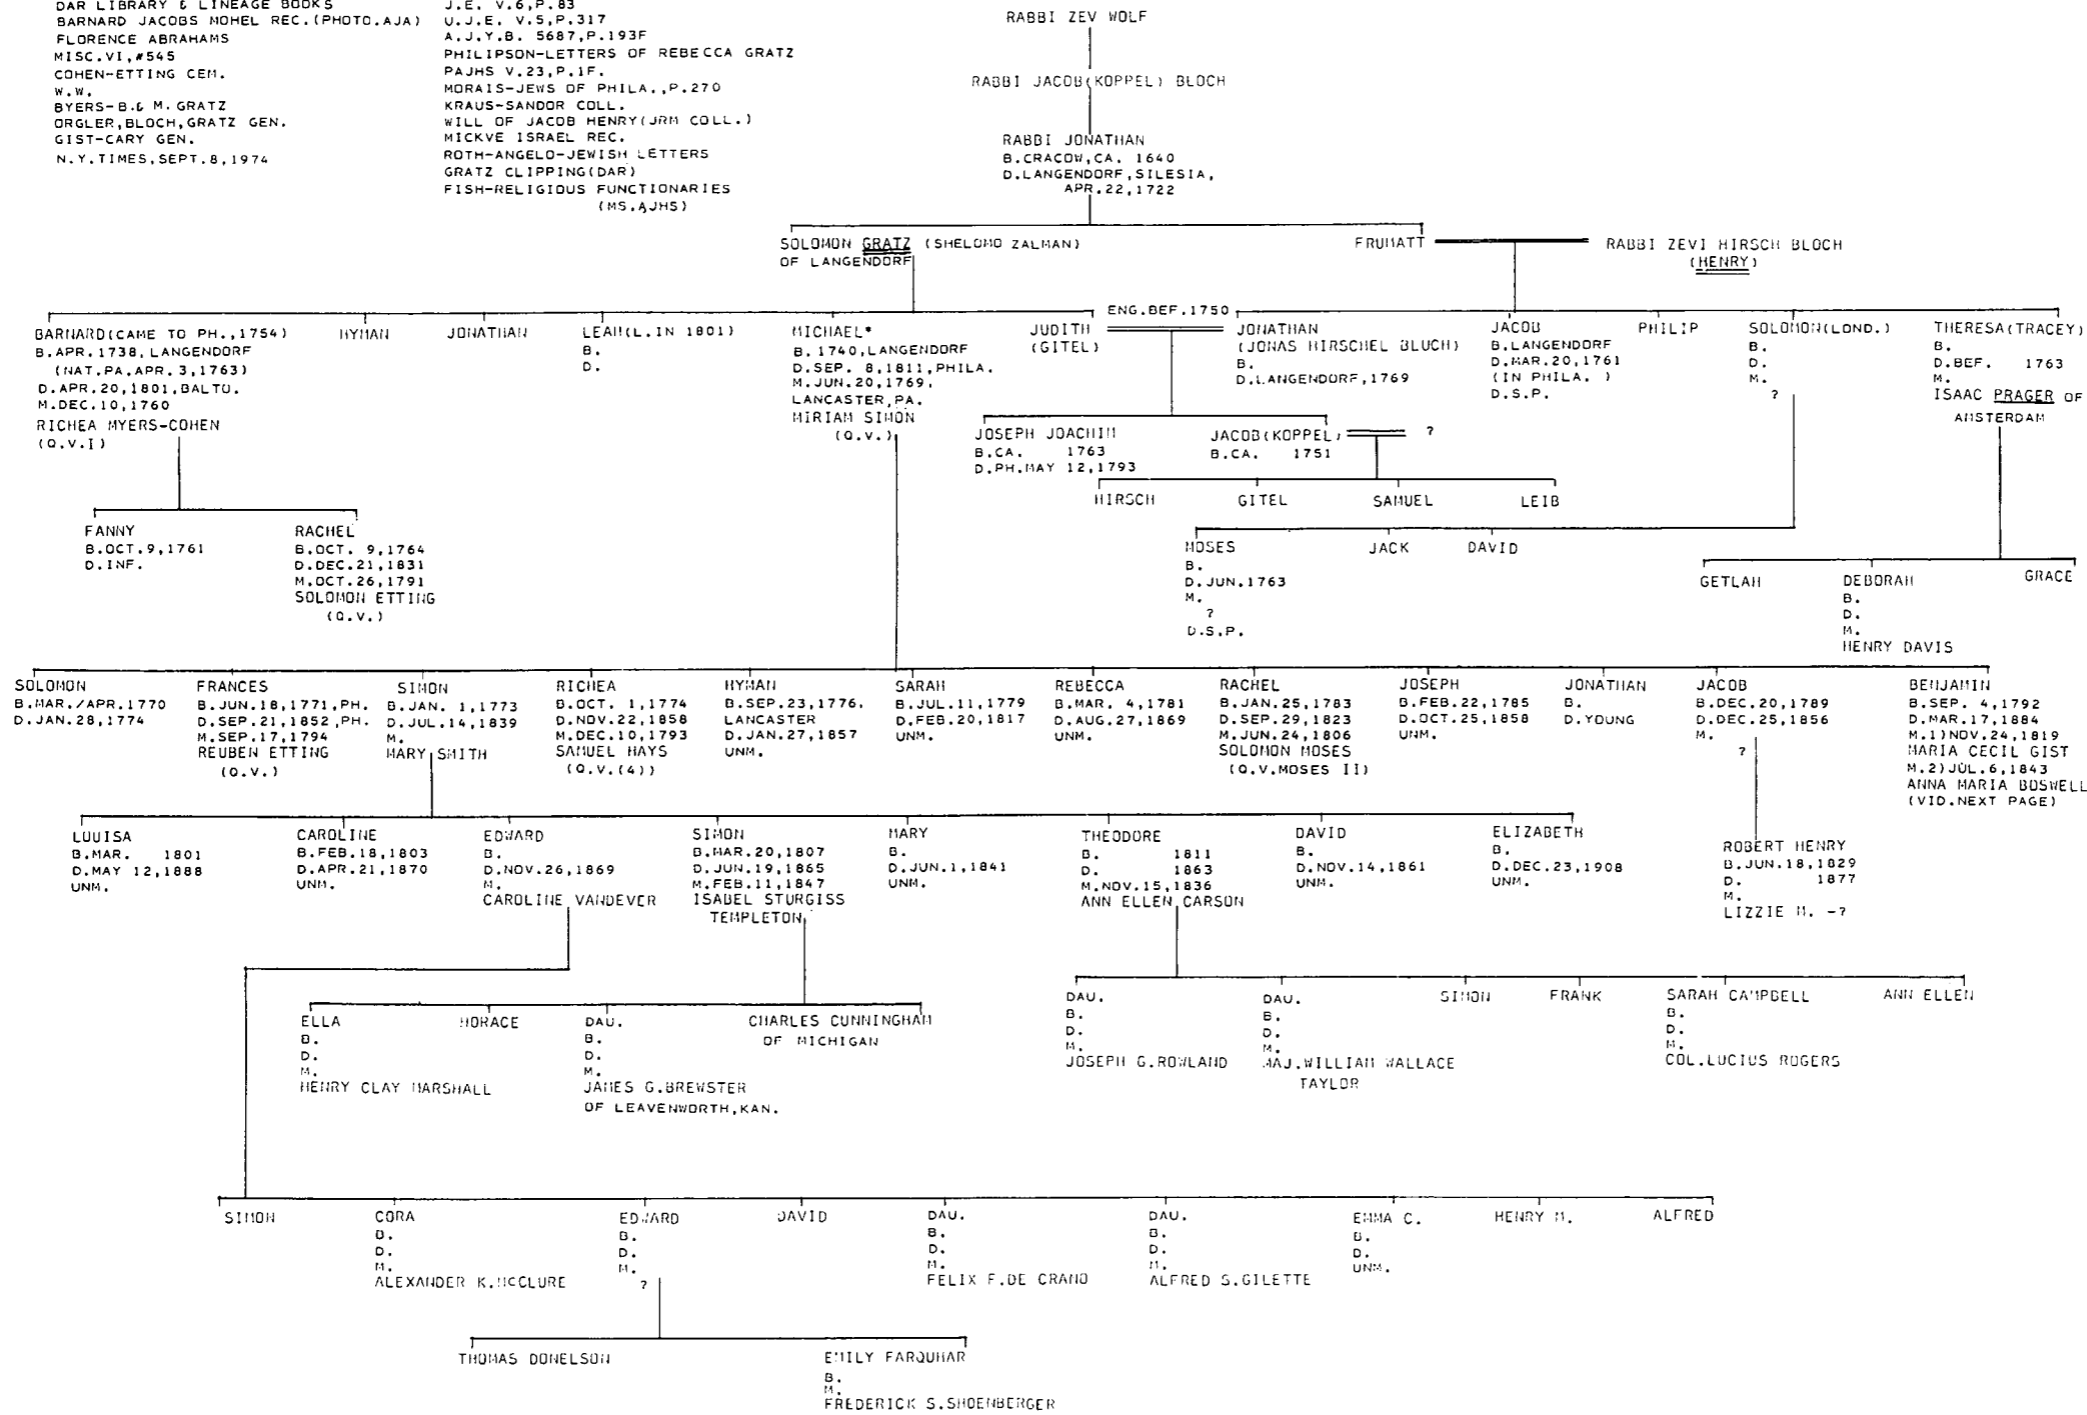 DAR LIBRARY & LINEAGE BOOKS
BARNARD JACOBS MOHEL REC.(PHOTO.AJA)
FLORENCE ABRAHAMS
MISC.VI,#545
COHEN-ETTING CEM.
W.W.
BYERS-B.& M. GRATZ
ORGLER,BLOCH,GRATZ GEN.
GIST-CARY GEN.
N.Y.TIMES,SEPT.8,1974
J.E. V.6,P.83
U.J.E. V.5,P.317
A.J.Y.B. 5687,P.193F
PHILIPSON-LETTERS OF REBECCA GRATZ
PAJHS V.23,P.1F.
MORAIS-JEWS OF PHILA.,P.270
KRAUS-SANDOR COLL.
WILL OF JACOB HENRY(JRM COLL.)
MICKVE ISRAEL REC.
ROTH-ANGELO-JEWISH LETTERS
GRATZ CLIPPING(DAR)
FISH-RELIGIOUS FUNCTIONARIES
(MS.AJHS)
RABBI ZEV WOLF
RABBI JACOB(KOPPEL) BLOCH
RABBI JONATHAN
B.CRACOW,CA. 1640
D.LANGENDORF,SILESIA,
APR.22,1722
SOLOMON GRATZ (SHELOMO ZALMAN)
OF LANGENDORF
FRUMATT
RABBI ZEVI HIRSCH BLOCH
(HENRY)
BARNARD(CAME TO PH.,1754)
B.APR.1738,LANGENDORF
(NAT.PA.APR.3,1763)
D.APR.20,1801,BALTO.
M.DEC.10,1760
RICHEA MYERS-COHEN
(Q.V.I)
HYMAN
JONATHAN
LEAH(L.IN 1801)
B.
D.
MICHAEL*
B.1740,LANGENDORF
D.SEP. 8,1811,PHILA.
M.JUN.20,1769,
LANCASTER,PA.
MIRIAM SIMON
(Q.V.)
JUDITH
(GITEL)
ENG.BEF.1750
JONATHAN
(JONAS HIRSCHEL BLUCH)
B.
D.LANGENDORF,1769
JACOB
B.LANGENDORF
D.MAR.20,1761
(IN PHILA. )
D.S.P.
PHILIP
SOLOMON(LOND.)
B.
D.
M.
?
THERESA(TRACEY)
B.
D.BEF. 1763
M.
ISAAC PRAGER OF
AMSTERDAM
JOSEPH JOACHIM
B.CA. 1763
D.PH.MAY 12,1793
JACOB(KOPPEL)
B.CA. 1751
?
HIRSCH
GITEL
SAMUEL
LEIB
FANNY
B.OCT.9,1761
D.INF.
RACHEL
B.OCT. 9,1764
D.DEC.21,1831
M.OCT.26,1791
SOLOMON ETTING
(Q.V.)
MOSES
B.
D.JUN.1763
M.
?
D.S.P.
JACK
DAVID
GETLAH
DEBORAH
B.
D.
M.
HENRY DAVIS
GRACE
SOLOMON
B.MAR./APR.1770
D.JAN.28,1774
FRANCES
B.JUN.18,1771,PH.
D.SEP.21,1852,PH.
M.SEP.17,1794
REUBEN ETTING
(Q.V.)
SIMON
B.JAN. 1,1773
D.JUL.14,1839
M.
MARY SMITH
RICHEA
B.OCT. 1,1774
D.NOV.22,1858
M.DEC.10,1793
SAMUEL HAYS
(Q.V.(4))
HYMAN
B.SEP.23,1776,
LANCASTER
D.JAN.27,1857
UNM.
SARAH
B.JUL.11,1779
D.FEB.20,1817
UNM.
REBECCA
B.MAR. 4,1781
D.AUG.27,1869
UNM.
RACHEL
B.JAN.25,1783
D.SEP.29,1823
M.JUN.24,1806
SOLOMON MOSES
(Q.V.MOSES II)
JOSEPH
B.FEB.22,1785
D.OCT.25,1858
UNM.
JONATHAN
B.
D.YOUNG
JACOB
B.DEC.20,1789
D.DEC.25,1856
M.
?
BENJAMIN
B.SEP. 4,1792
D.MAR.17,1884
M.1)NOV.24,1819
MARIA CECIL GIST
M.2)JUL.6,1843
ANNA MARIA BOSWELL
(VID.NEXT PAGE)
LOUISA
B.MAR. 1801
D.MAY 12,1888
UNM.
CAROLINE
B.FEB.18,1803
D.APR.21,1870
UNM.
EDWARD
B.
D.NOV.26,1869
M.
CAROLINE VANDEVER
SIMON
B.MAR.20,1807
D.JUN.19,1865
M.FEB.11,1847
ISABEL STURGISS
TEMPLETON
MARY
B.
D.JUN.1,1841
UNM.
THEODORE
B. 1811
D. 1863
M.NOV.15,1836
ANN ELLEN CARSON
DAVID
B.
D.NOV.14,1861
UNM.
ELIZABETH
B.
D.DEC.23,1908
UNM.
ROBERT HENRY
B.JUN.18,1829
D. 1877
M.
LIZZIE M. -?
ELLA
B.
D.
M.
HENRY CLAY MARSHALL
HORACE
DAU.
B.
D.
M.
JAMES G.BREWSTER
OF LEAVENWORTH,KAN.
CHARLES CUNNINGHAM
OF MICHIGAN
DAU.
B.
D.
M.
JOSEPH G.ROWLAND
DAU.
B.
D.
M.
MAJ.WILLIAM WALLACE
TAYLOR
SIMON
FRANK
SARAH CAMPBELL
B.
D.
M.
COL.LUCIUS ROGERS
ANN ELLEN
SIMON
CORA
B.
D.
M.
ALEXANDER K.MCCLURE
EDWARD
B.
D.
M.
?
DAVID
DAU.
B.
D.
M.
FELIX F.DE CRANO
DAU.
B.
D.
M.
ALFRED S.GILETTE
EMMA C.
B.
D.
UNM.
HENRY M.
ALFRED
THOMAS DONELSON
EMILY FARQUHAR
B.
M.
FREDERICK S.SHOENBERGER